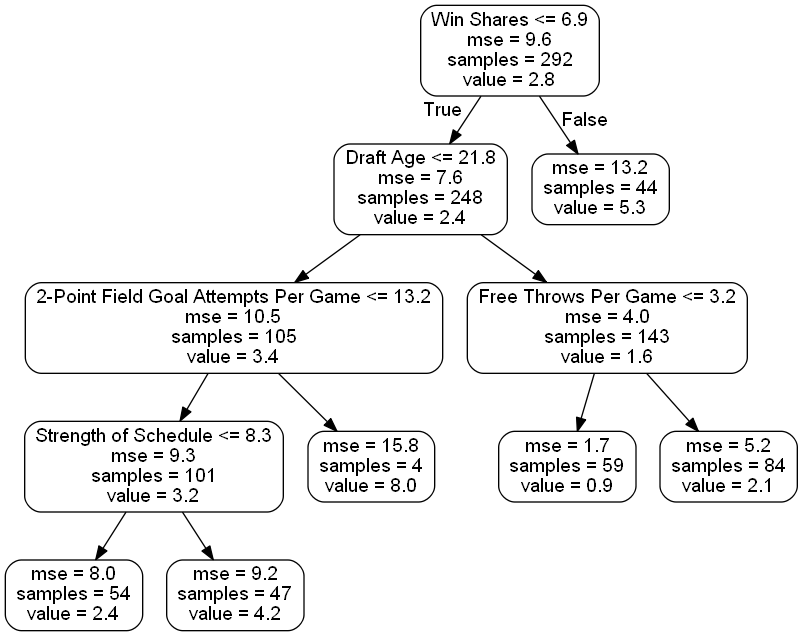 Win Shares <= 6.9
mse = 9.6
samples = 292
value = 2.8
True
False
Draft Age <= 21.8
mse = 7.6
samples = 248
value = 2.4
mse = 13.2
samples = 44
value = 5.3
2-Point Field Goal Attempts Per Game <= 13.2
mse = 10.5
samples = 105
value = 3.4
Free Throws Per Game <= 3.2
mse = 4.0
samples = 143
value = 1.6
Strength of Schedule <= 8.3
mse = 9.3
samples = 101
value = 3.2
mse = 15.8
samples = 4
value = 8.0
mse = 1.7
samples = 59
value = 0.9
mse = 5.2
samples = 84
value = 2.1
mse = 8.0
samples = 54
value = 2.4
mse = 9.2
samples = 47
value = 4.2